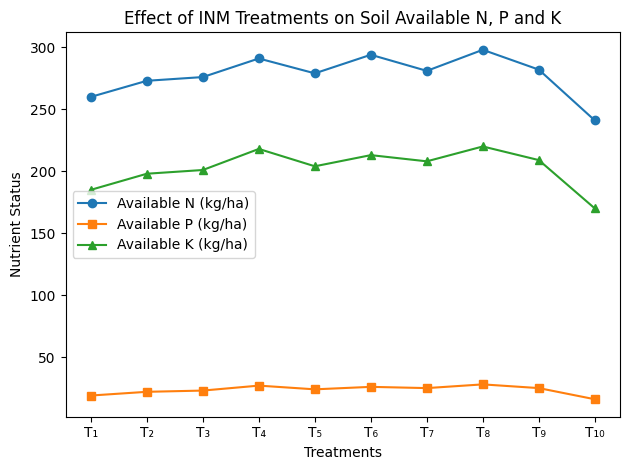 Effect of INM Treatments on Soil Available N, P and K
300
250
200
150
100
50
Nutrient Status
Available N (kg/ha)
Available P (kg/ha)
Available K (kg/ha)
T₁ T₂ T₃ T₄ T₅ T₆ T₇ T₈ T₉ T₁₀
Treatments